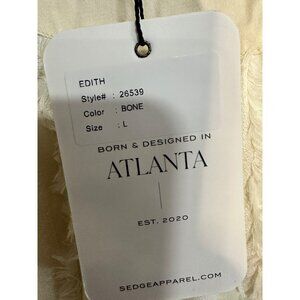 EDITH
Style# : 26539
Color : BONE
Size : L
BORN & DESIGNED IN
ATLANTA
EST. 2020
SEDGEAPPAREL.COM